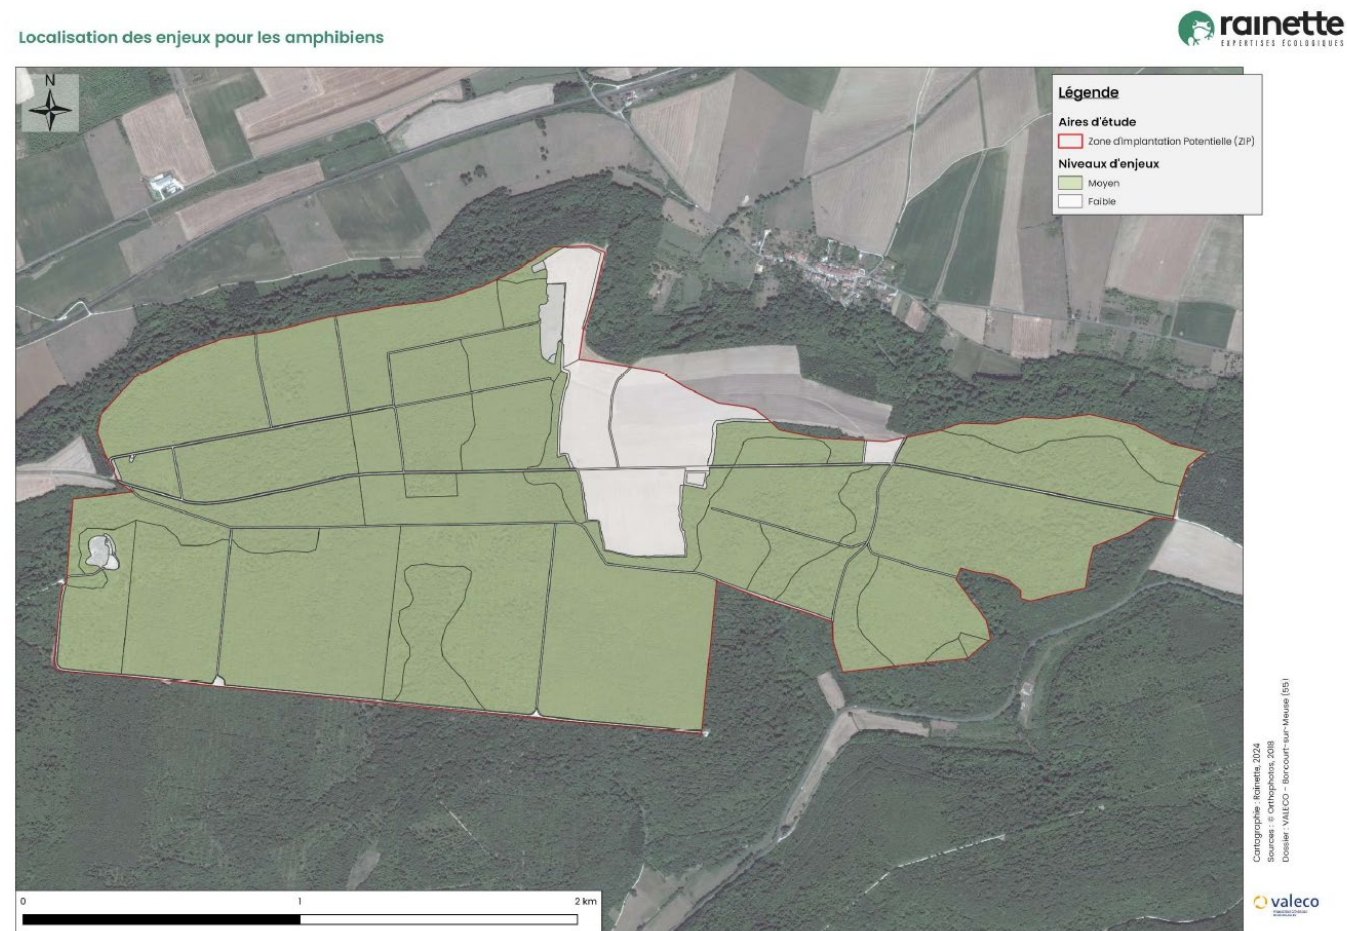 Localisation des enjeux pour les amphibiens
rainette
EXPERTISES ÉCOLOGIQUES
N
Légende
Aires d'étude
Zone d'Implantation Potentielle (ZIP)
Niveaux d'enjeux
Moyen
Faible
Cartographie : Rainette, 2024
Sources : © Orthophotos, 2018
Dossier : VALECO - Boncourt-sur-Meuse (55)
0 1 2 km
valeco